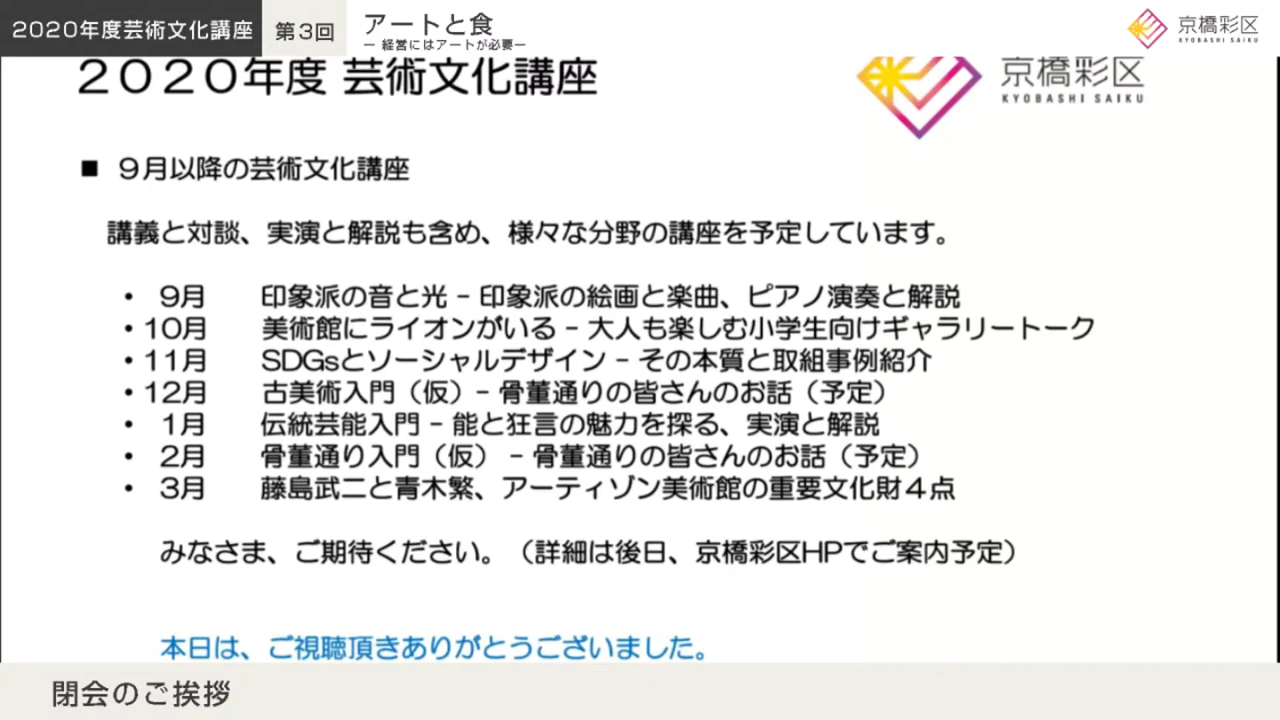 2020年度芸術文化講座 第3回 アートと食
ー 経営にはアートが必要ー
京橋彩区
KYOBASHI SAIKU
２０２０年度 芸術文化講座
京橋彩区
KYOBASHI SAIKU
■ ９月以降の芸術文化講座
講義と対談、実演と解説も含め、様々な分野の講座を予定しています。
• 9月 印象派の音と光 – 印象派の絵画と楽曲、ピアノ演奏と解説
• 10月 美術館にライオンがいる – 大人も楽しむ小学生向けギャラリートーク
• 11月 SDGsとソーシャルデザイン – その本質と取組事例紹介
• 12月 古美術入門（仮）– 骨董通りの皆さんのお話（予定）
• 1月 伝統芸能入門 – 能と狂言の魅力を探る、実演と解説
• 2月 骨董通り入門（仮） – 骨董通りの皆さんのお話（予定）
• 3月 藤島武二と青木繁、アーティゾン美術館の重要文化財４点
みなさま、ご期待ください。（詳細は後日、京橋彩区HPでご案内予定）
本日は、ご視聴頂きありがとうございました。
閉会のご挨拶